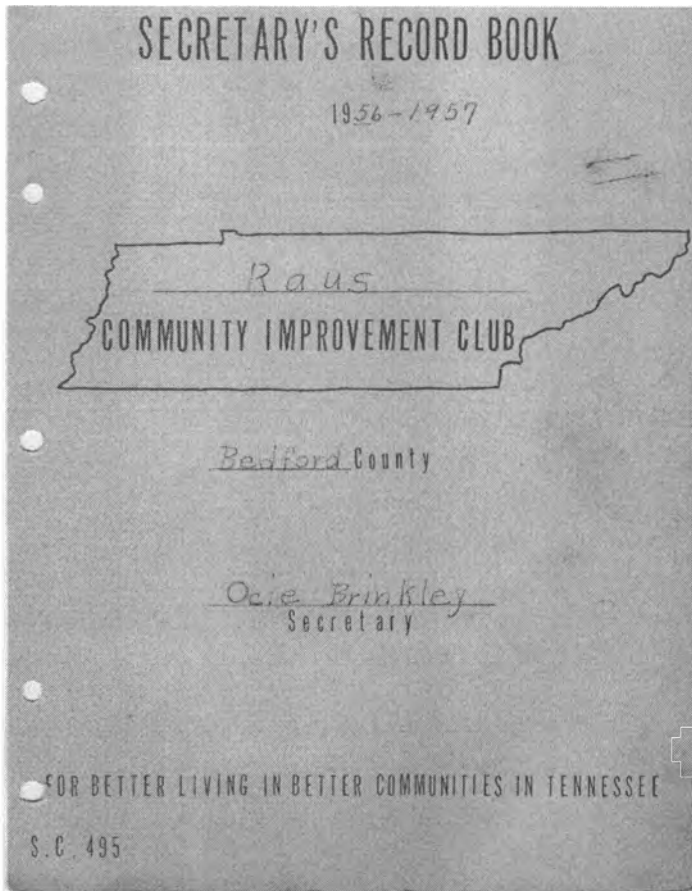 SECRETARY'S RECORD BOOK
1956-1957
Raus
COMMUNITY IMPROVEMENT CLUB
Bedford County
Ocie Brinkley
Secretary
FOR BETTER LIVING IN BETTER COMMUNITIES IN TENNESSEE
S.C. 495